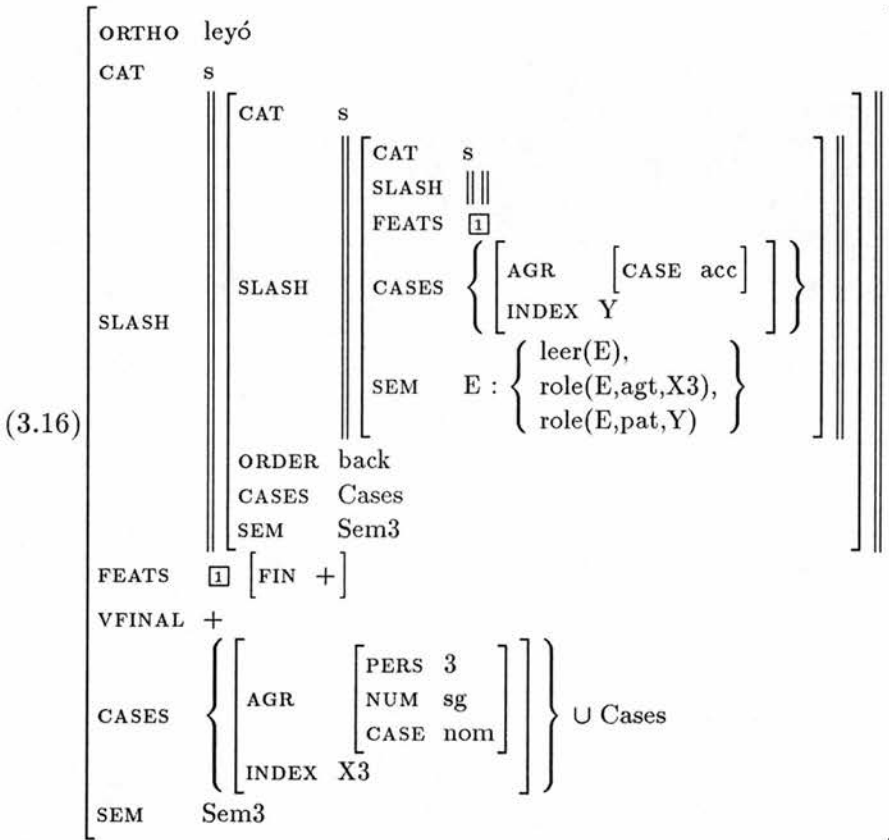 ORTHO leyó
CAT s
CAT s
CAT s
SLASH
FEATS 1
AGR [CASE acc]
SLASH CASES
INDEX Y
SLASH
leer(E),
SEM E : role(E,agt,X3),
role(E,pat,Y)
(3.16)
ORDER back
CASES Cases
SEM Sem3
FEATS 1 [FIN +]
VFINAL +
PERS 3
AGR NUM sg
CASES ∪ Cases
CASE nom
INDEX X3
SEM Sem3